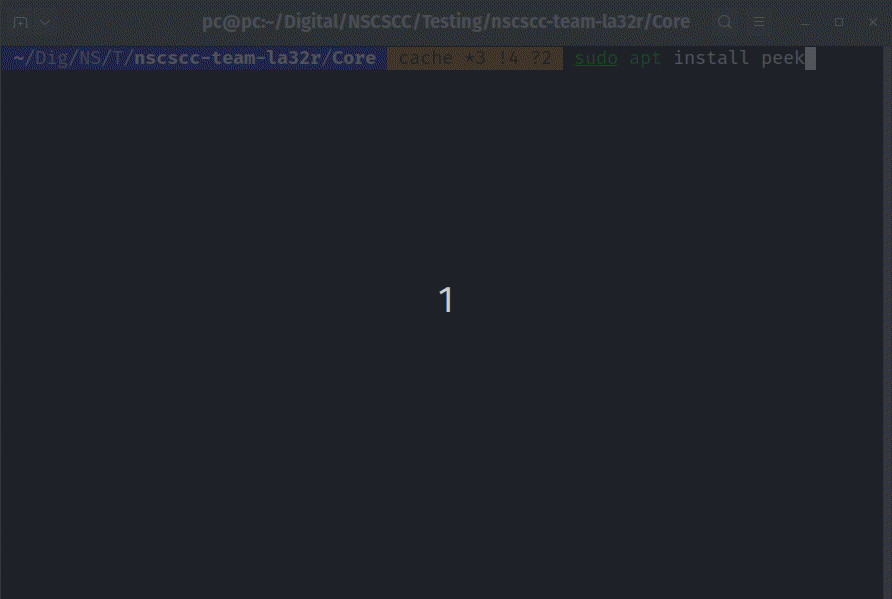 pc@pc:~/Digital/NSCSCC/Testing/nscscc-team-la32r/Core
~/Dig/NS/T/nscscc-team-la32r/Core cache *3 !4 ?2 sudo apt install peek
1